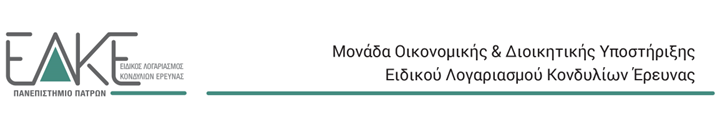 ΕΛΚΕ
ΕΙΔΙΚΟΣ ΛΟΓΑΡΙΑΣΜΟΣ
ΚΟΝΔΥΛΙΩΝ ΕΡΕΥΝΑΣ
ΠΑΝΕΠΙΣΤΗΜΙΟ ΠΑΤΡΩΝ
Μονάδα Οικονομικής & Διοικητικής Υποστήριξης
Ειδικού Λογαριασμού Κονδυλίων Έρευνας